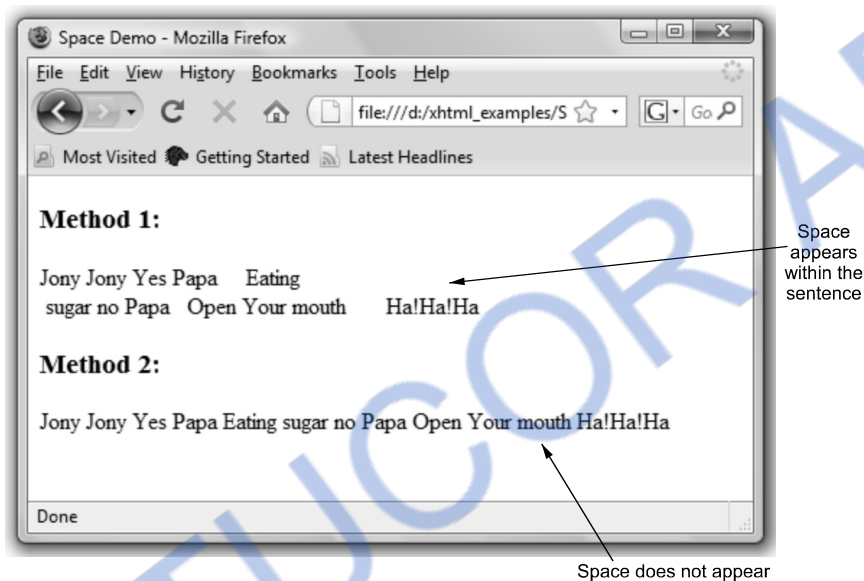 Space Demo - Mozilla Firefox
File Edit View History Bookmarks Tools Help
file:///d:/xhtml_examples/S
G Go
Most Visited Getting Started Latest Headlines
Method 1:
Jony Jony Yes Papa Eating
sugar no Papa Open Your mouth Ha!Ha!Ha
Method 2:
Jony Jony Yes Papa Eating sugar no Papa Open Your mouth Ha!Ha!Ha
Done
Space
appears
within the
sentence
Space does not appear
TUCOR A